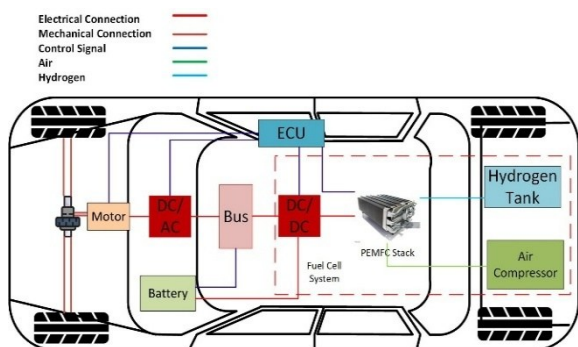 Electrical Connection
Mechanical Connection
Control Signal
Air
Hydrogen
ECU
Hydrogen
Tank
Motor
DC/
AC
Bus
DC/
DC
PEMFC Stack
Fuel Cell
System
Air
Compressor
Battery